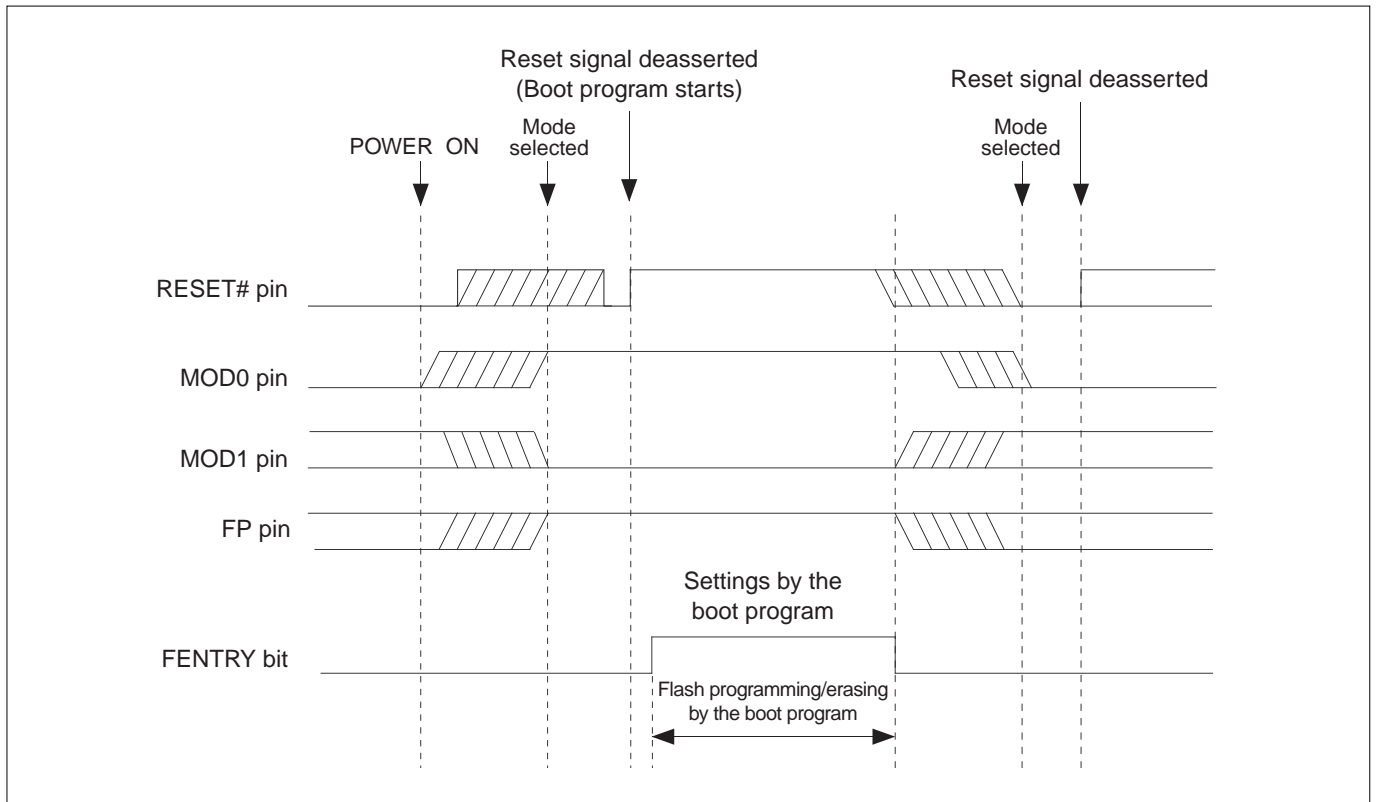 Reset signal deasserted
(Boot program starts)
Reset signal deasserted
POWER ON
Mode
selected
Mode
selected
RESET# pin
MOD0 pin
MOD1 pin
FP pin
Settings by the
boot program
FENTRY bit
Flash programming/erasing
by the boot program